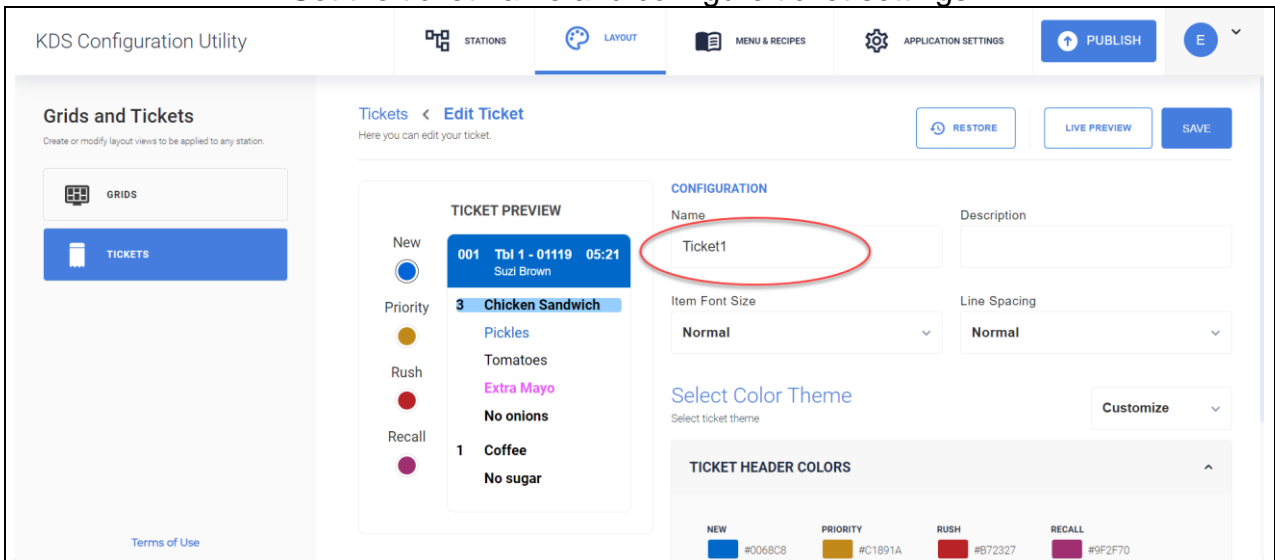 KDS Configuration Utility
STATIONS
LAYOUT
MENU & RECIPES
APPLICATION SETTINGS
PUBLISH
E
Grids and Tickets
Create or modify layout views to be applied to any station.
GRIDS
TICKETS
Terms of Use
Tickets < Edit Ticket
Here you can edit your ticket.
RESTORE
LIVE PREVIEW
SAVE
TICKET PREVIEW
New
Priority
Rush
Recall
001 Tbl 1 - 01119 05:21
Suzi Brown
3 Chicken Sandwich
Pickles
Tomatoes
Extra Mayo
No onions
1 Coffee
No sugar
CONFIGURATION
Name
Ticket1
Description
Item Font Size
Normal
Line Spacing
Normal
Select Color Theme
Select ticket theme
Customize
TICKET HEADER COLORS
NEW
#0068C8
PRIORITY
#C1891A
RUSH
#B72327
RECALL
#9F2F70